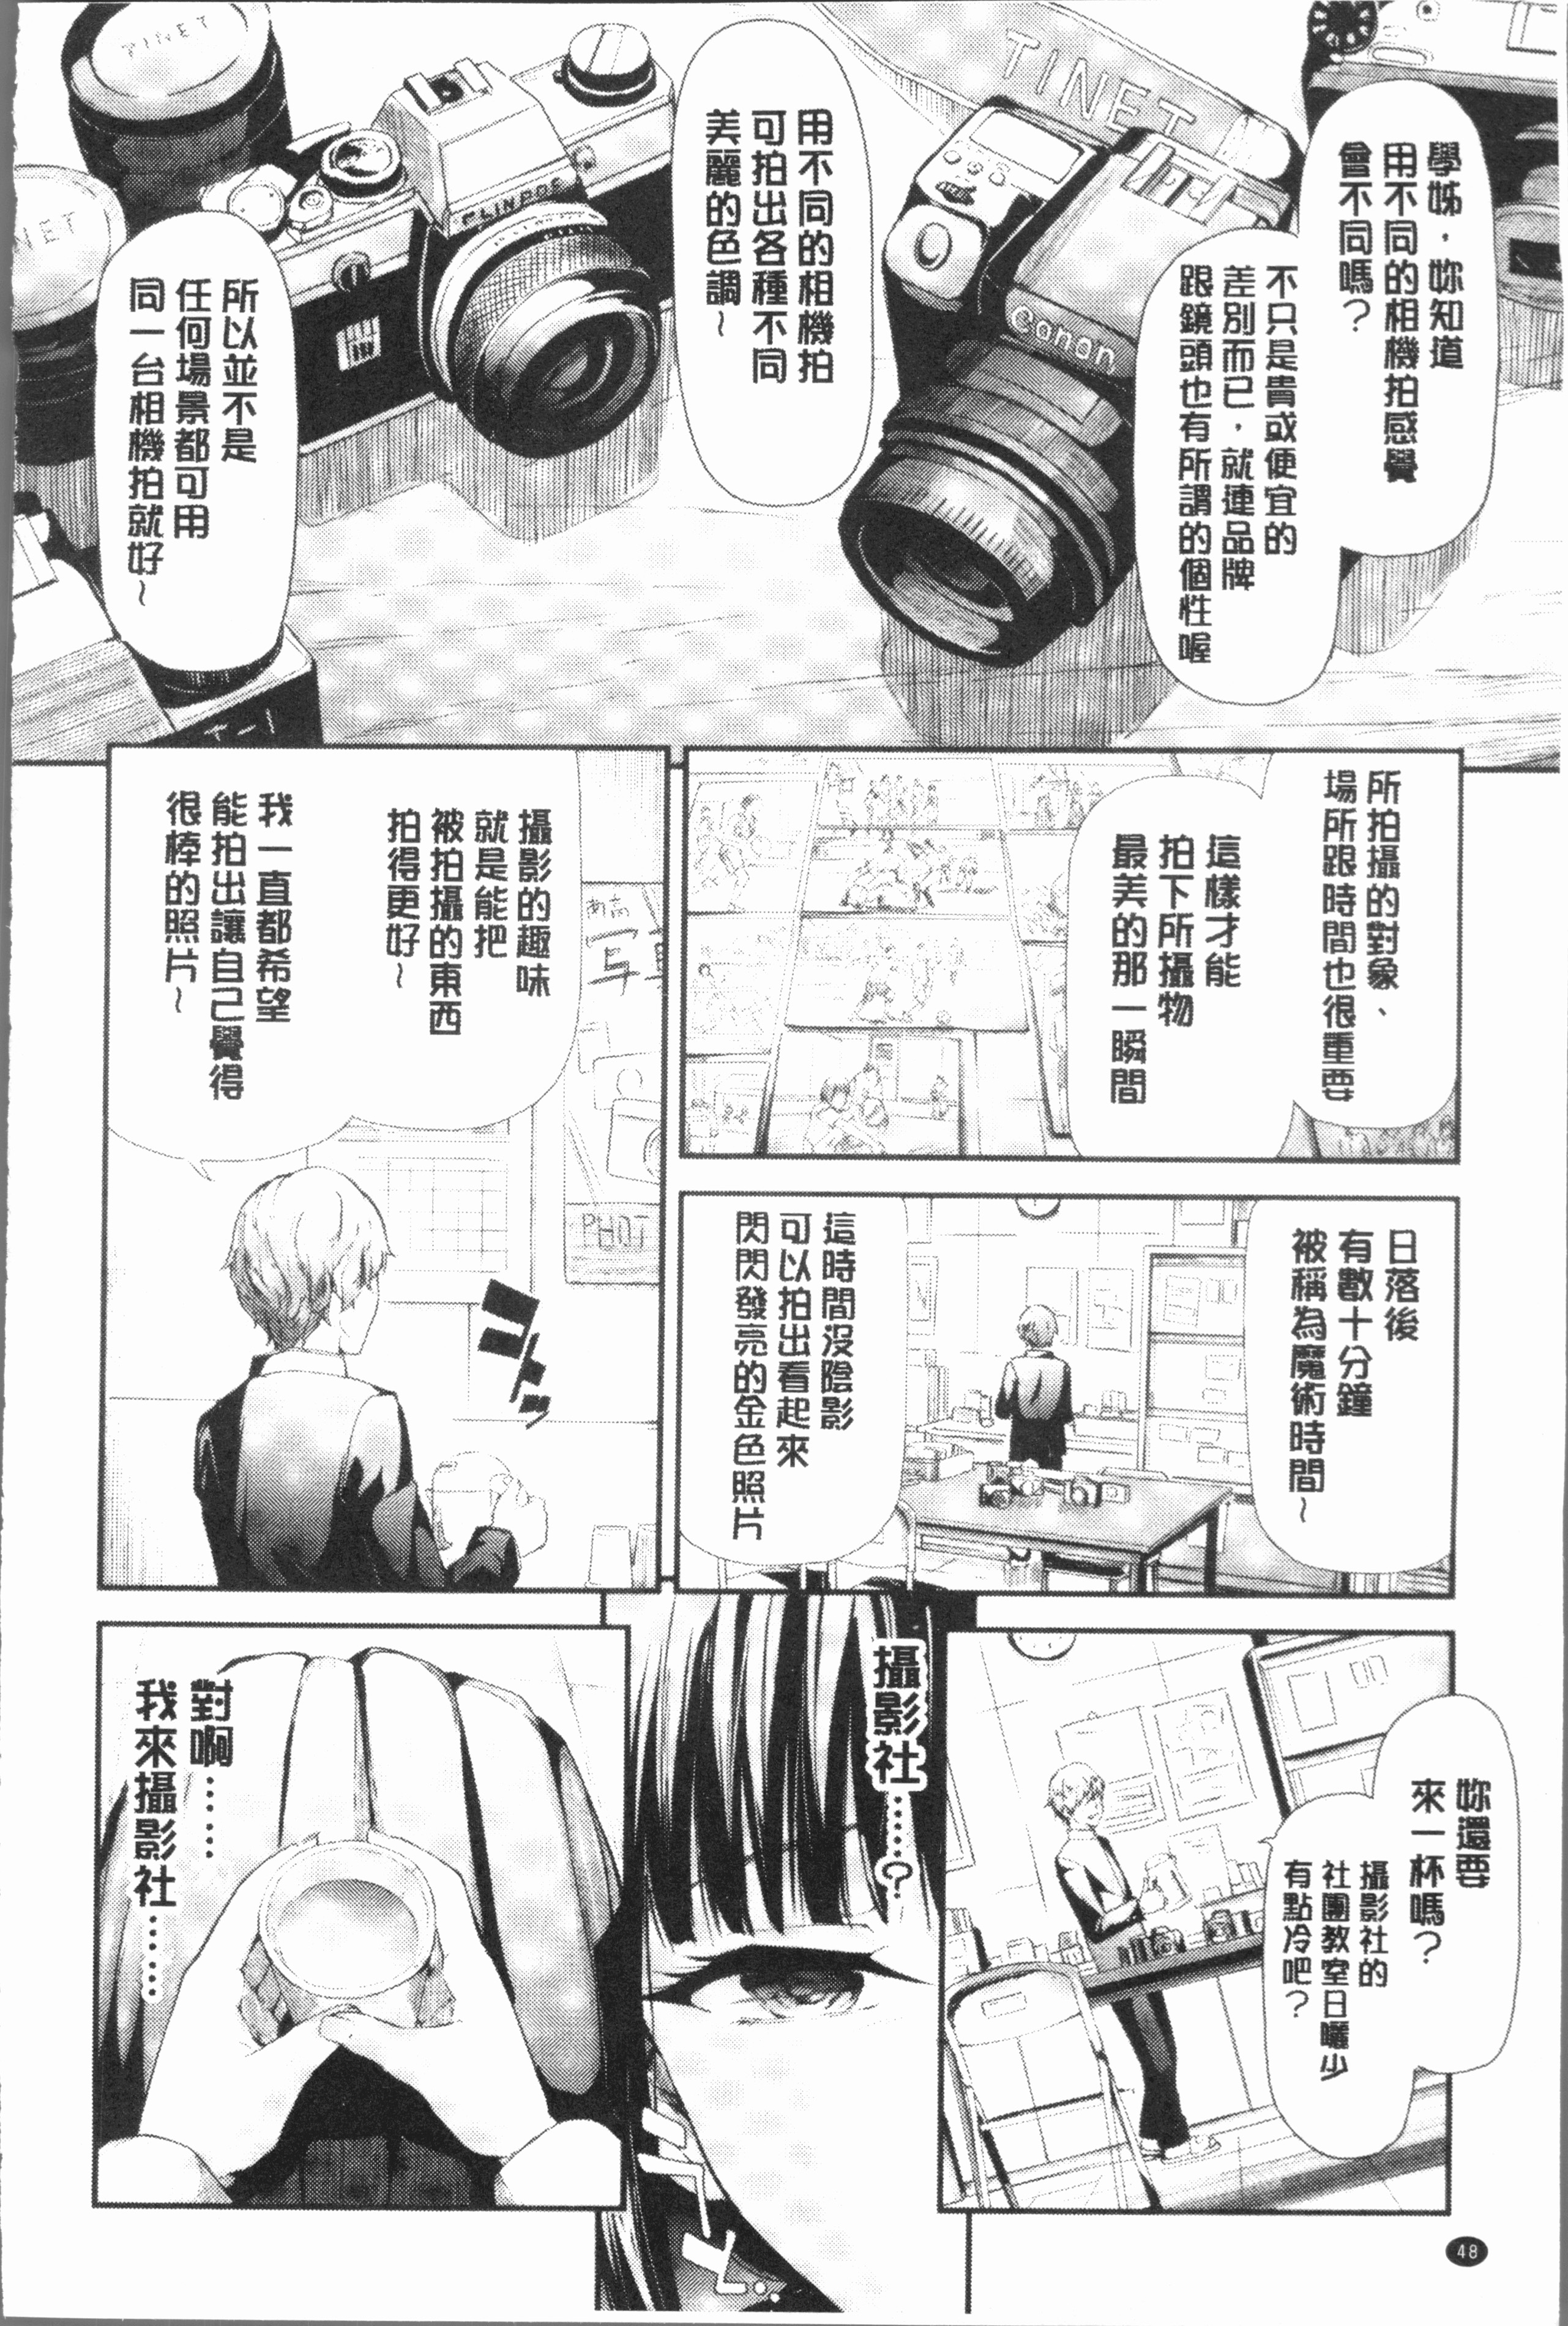 學姊，妳知道
用不同的相機拍感覺
會不同嗎？
不只是貴或便宜的
差別而已，就連品牌
跟鏡頭也有所謂的個性喔
用不同的相機拍
可拍出各種不同
美麗的色調～
所以並不是
任何場景都可用
同一台相機拍就好～
TINET
TINET
Canon
T-1
所拍攝的對象、
場所跟時間也很重要
這樣才能
拍下所攝物
最美的那一瞬間
攝影的趣味
就是能把
被拍攝的東西
拍得更好～
我一直都希望
能拍出讓自己覺得
很棒的照片～
PHOT
日落後
有數十分鐘
被稱為魔術時間～
這時間沒陰影
可以拍出看起來
閃閃發亮的金色照片
妳還要
來一杯嗎？
攝影社的
社團教室日曬少
有點冷吧？
攝影社……？
對啊……
我來攝影社……
48